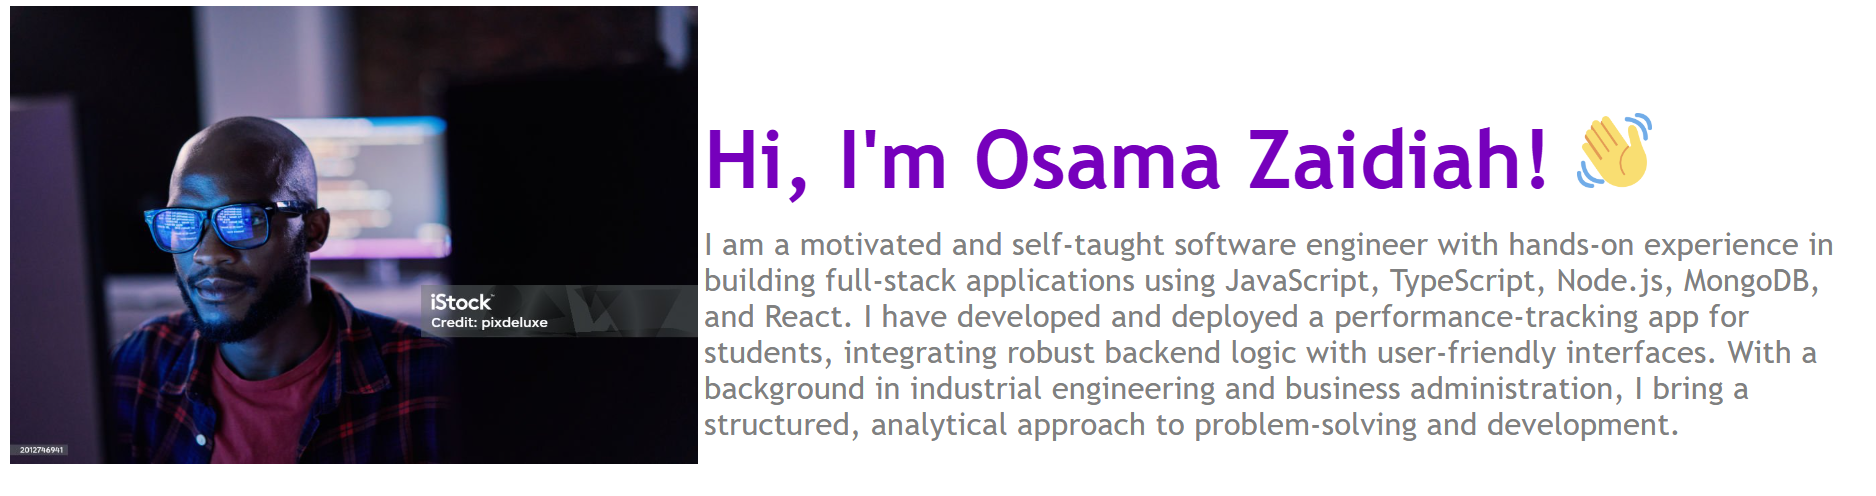 Hi, I'm Osama Zaidiah! 👋
I am a motivated and self-taught software engineer with hands-on experience in
building full-stack applications using JavaScript, TypeScript, Node.js, MongoDB,
and React. I have developed and deployed a performance-tracking app for
students, integrating robust backend logic with user-friendly interfaces. With a
background in industrial engineering and business administration, I bring a
structured, analytical approach to problem-solving and development.
iStock™
Credit: pixdeluxe
2012746941